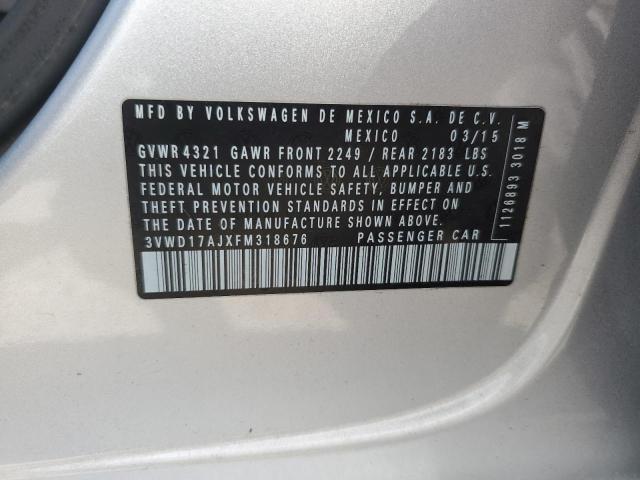 MFD BY VOLKSWAGEN DE MEXICO S.A. DE C.V.
MEXICO 03/15
GVWR 4321 GAWR FRONT 2249 / REAR 2183 LBS
THIS VEHICLE CONFORMS TO ALL APPLICABLE U.S.
FEDERAL MOTOR VEHICLE SAFETY, BUMPER AND
THEFT PREVENTION STANDARDS IN EFFECT ON
THE DATE OF MANUFACTURE SHOWN ABOVE.
3VWD17AJXFM318676 PASSENGER CAR
1126893 3018 M